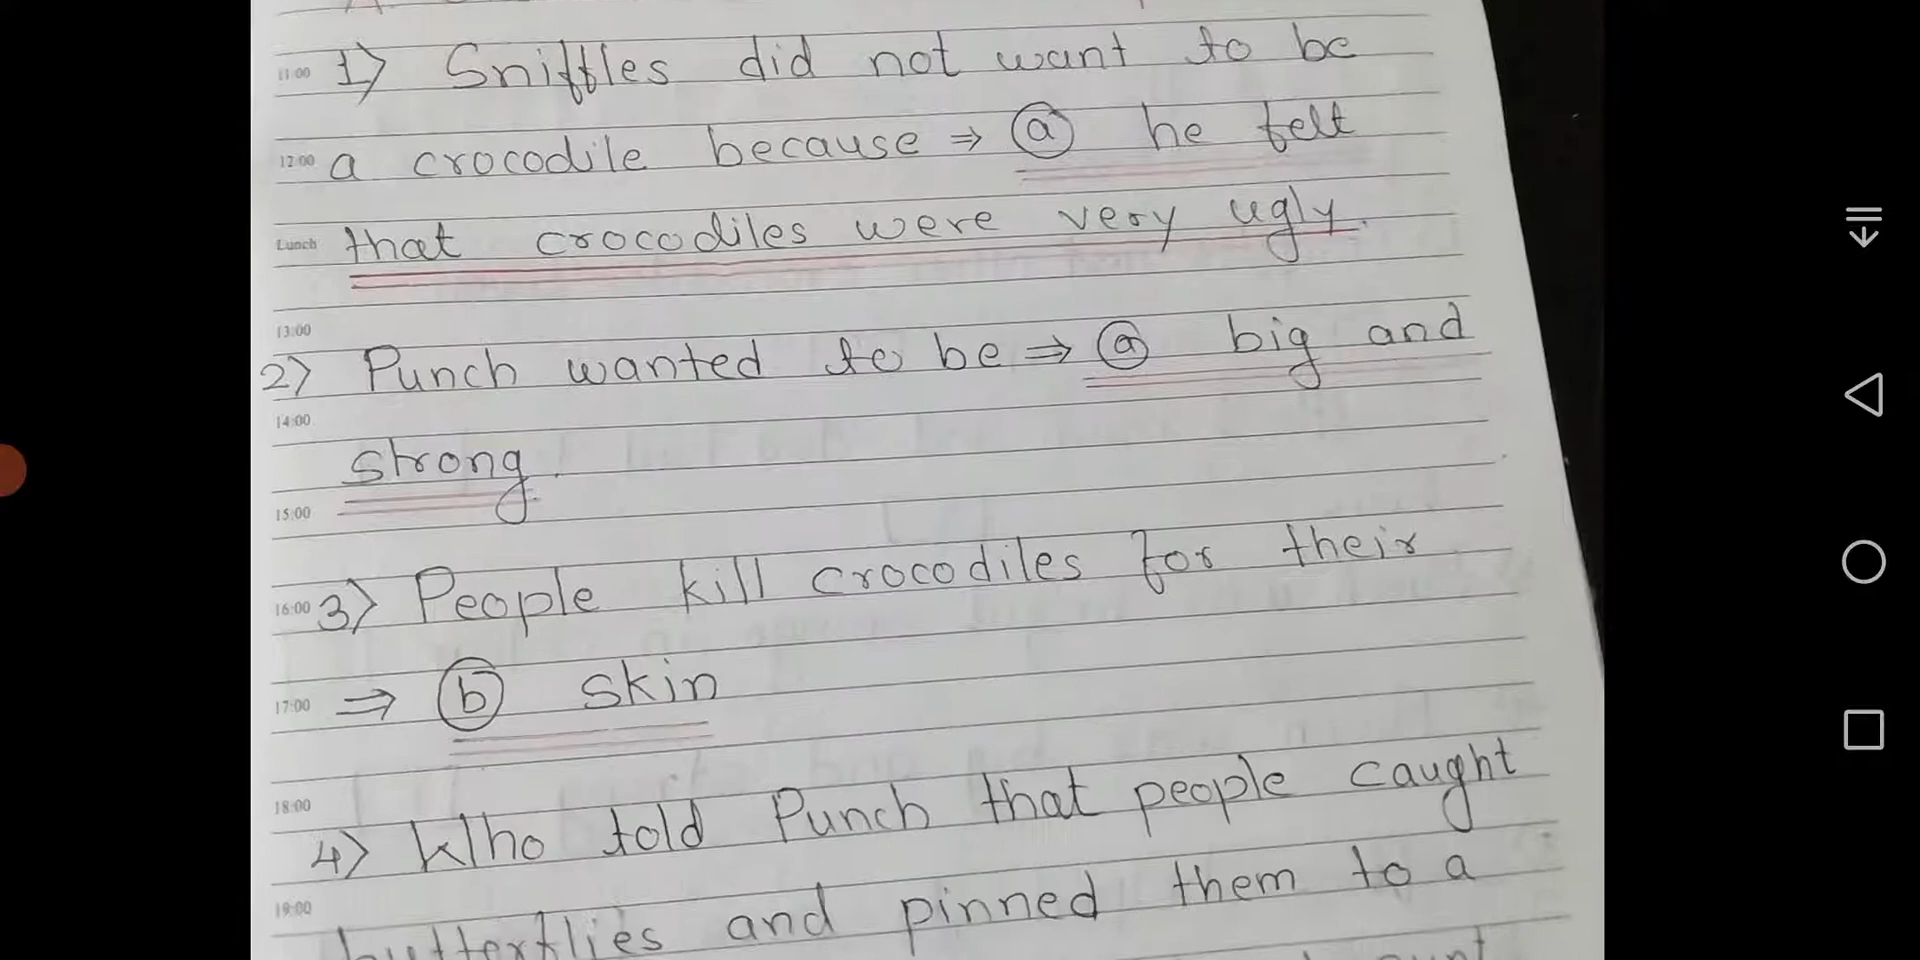 11:00 1) Sniffles did not want to be
12:00 a crocodile because ⇒ ⓐ he felt
Lunch that crocodiles were very ugly.
13:00
2) Punch wanted to be ⇒ ⓐ big and
14:00
strong.
15:00
16:00 3) People kill crocodiles for their
17:00 ⇒ ⓑ skin
18:00
4) Who told Punch that people caught
19:00
butterflies and pinned them to a